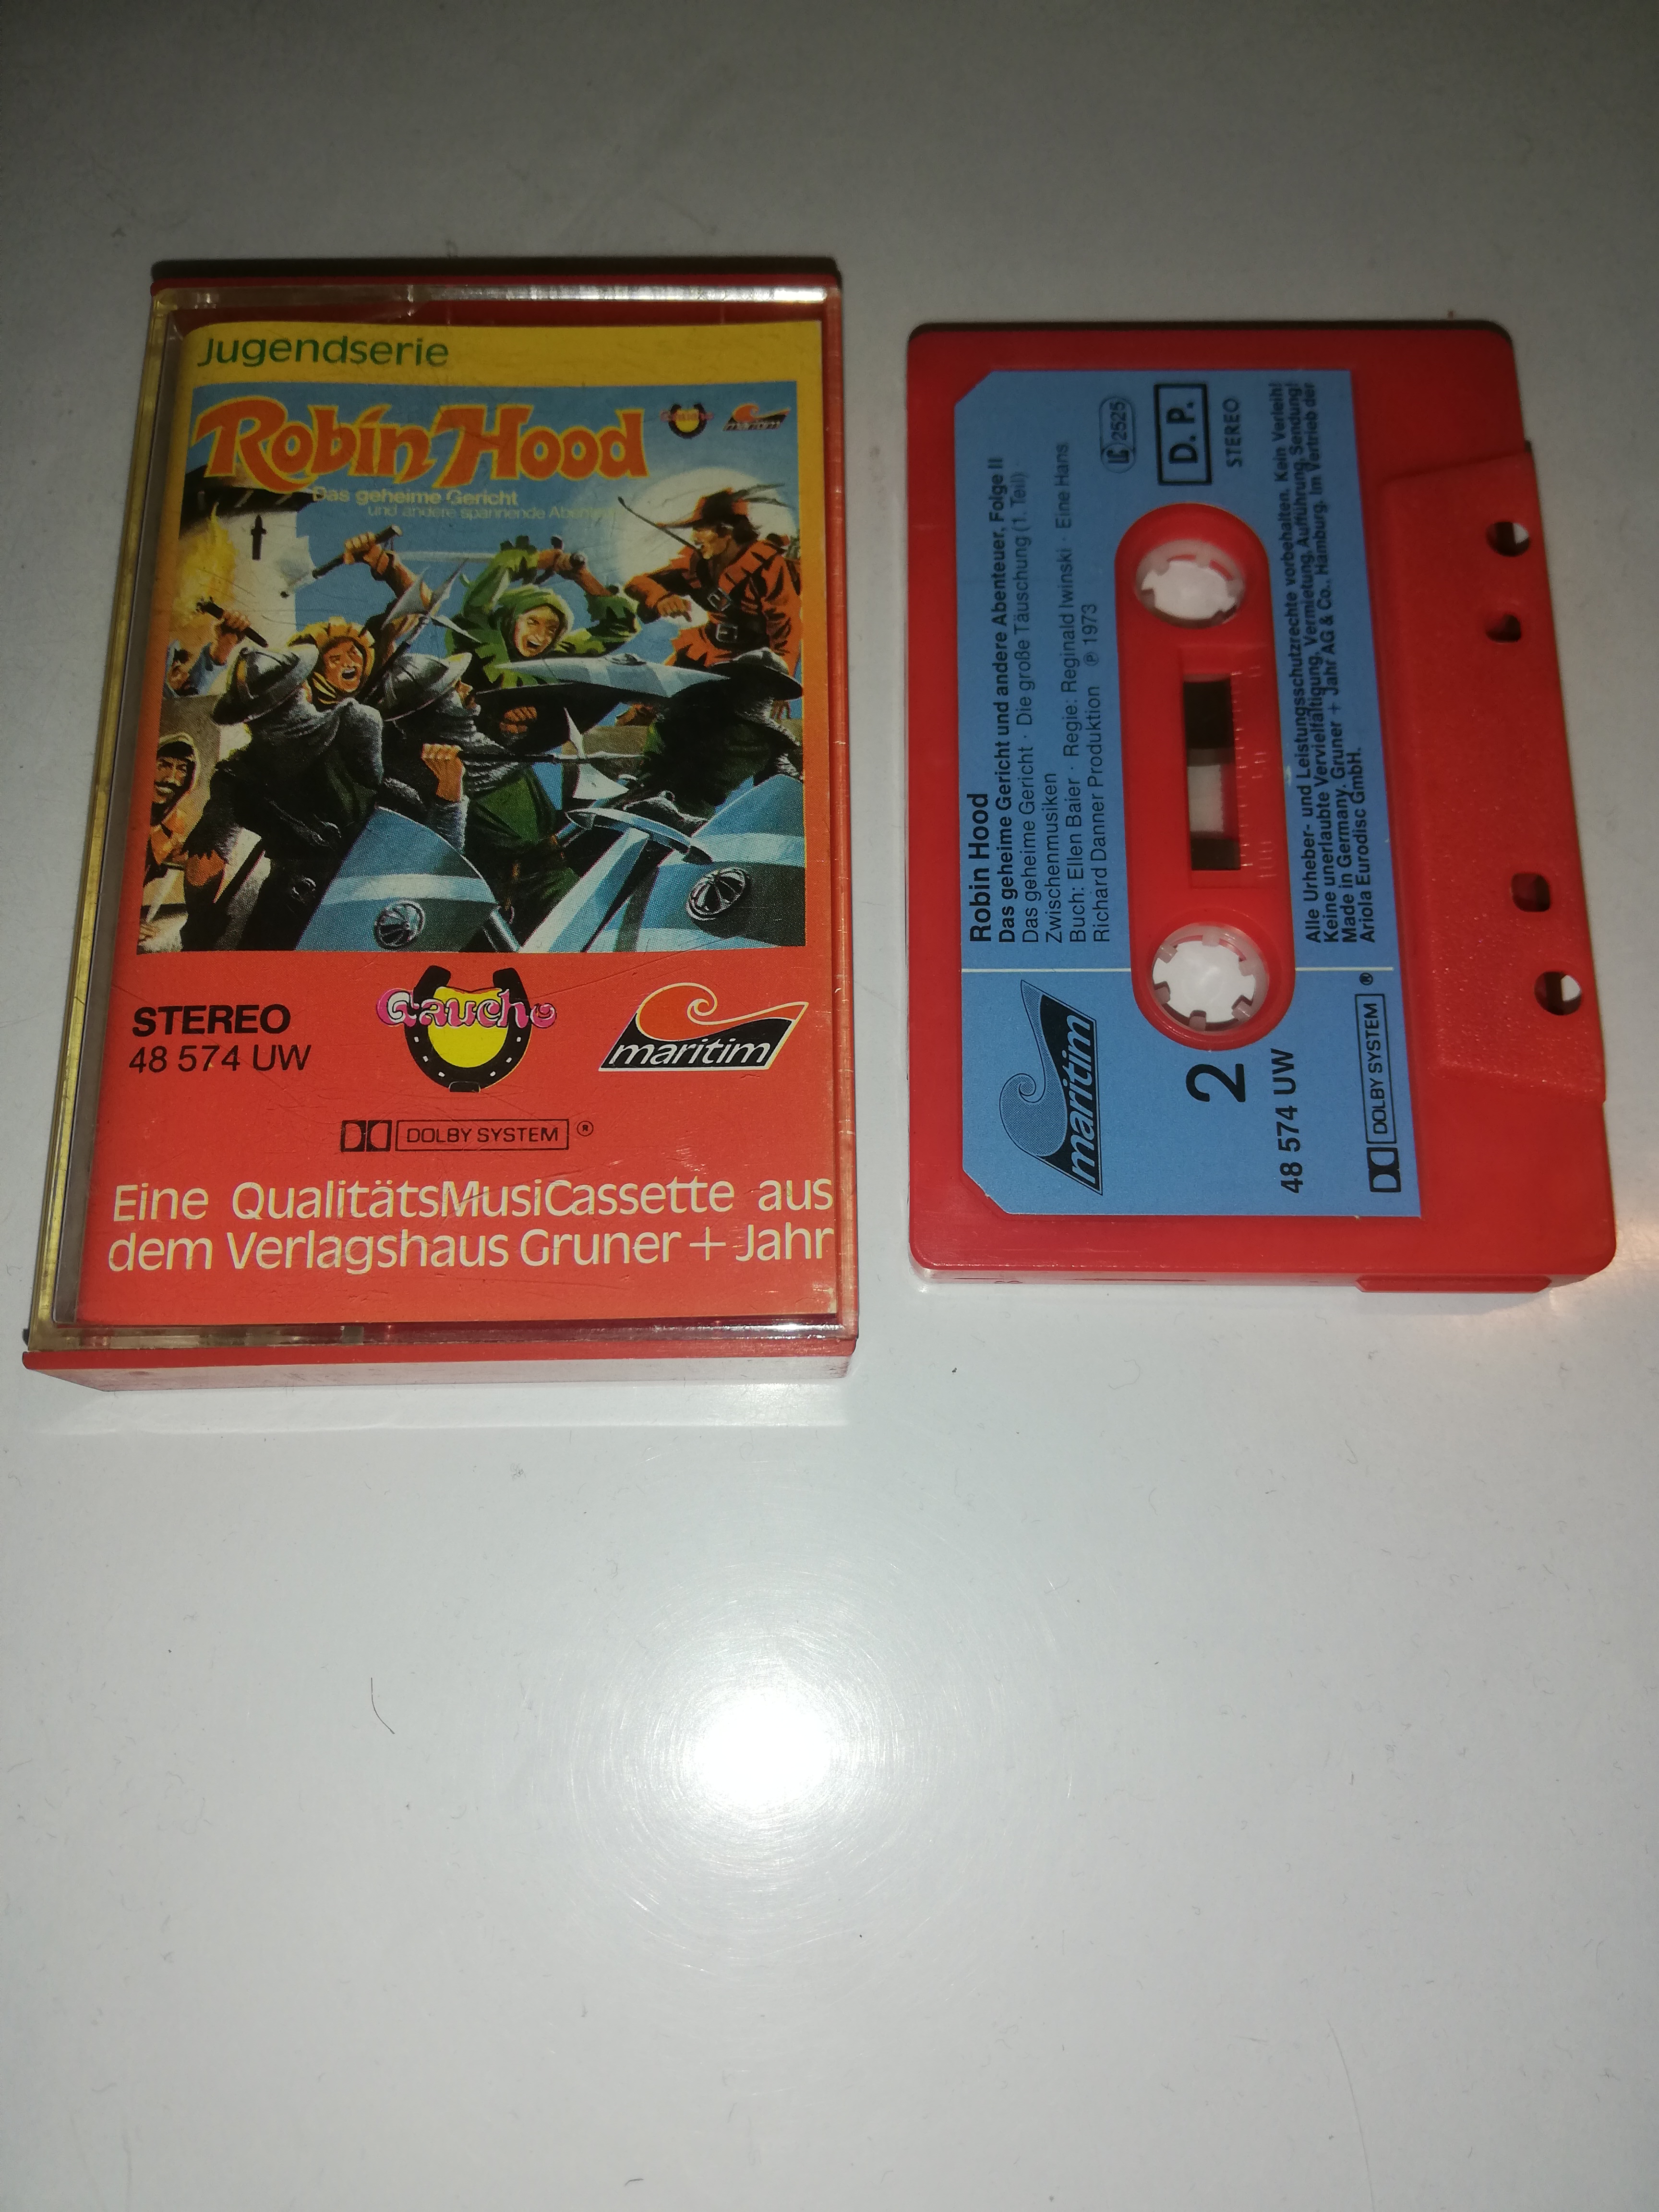 Jugendserie
Robin Hood
Das geheime Gericht
und andere spannende
STEREO
48 574 UW
Gaucho
maritim
DOLBY SYSTEM ®
Eine QualitätsMusiCassette aus
dem Verlagshaus Gruner + Jahr
Robin Hood
Das geheime Gericht und andere Abenteuer, Folge II
Das geheime Gericht · Die große Täuschung (1. Teil) ·
Zwischenmusiken
Buch: Ellen Baier · Regie: Reginald Iwinski · Eine Hans
Richard Danner Produktion ℗ 1973
LC 2525
D. P.
STEREO
maritim
2
48 574 UW
DOLBY SYSTEM ®
Alle Urheber- und Leistungsschutzrechte vorbehalten. Kein Verleih!
Keine unerlaubte Vervielfältigung, Vermietung, Aufführung, Sendung!
Made in Germany. Gruner + Jahr AG & Co., Hamburg. Im Vertrieb der
Ariola Eurodisc GmbH.